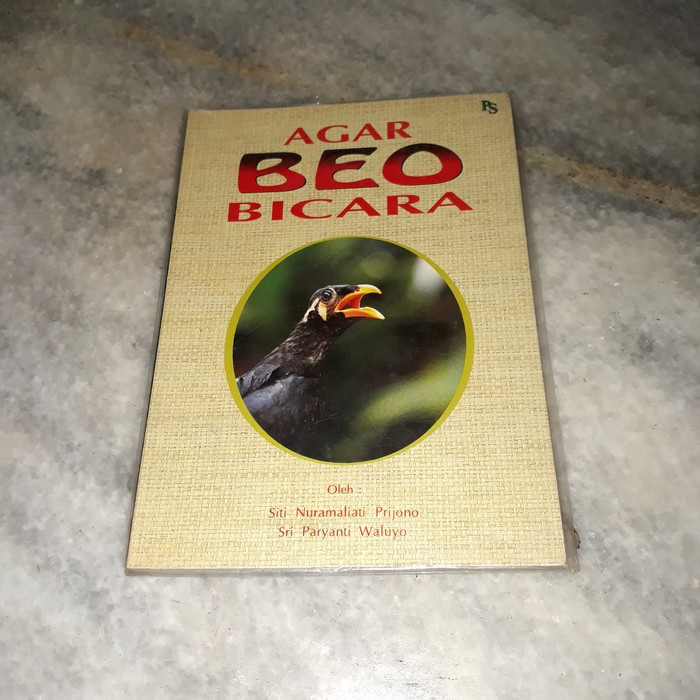 PS
AGAR
BEO
BICARA
Oleh :
Siti Nuramaliati Prijono
Sri Paryanti Waluyo